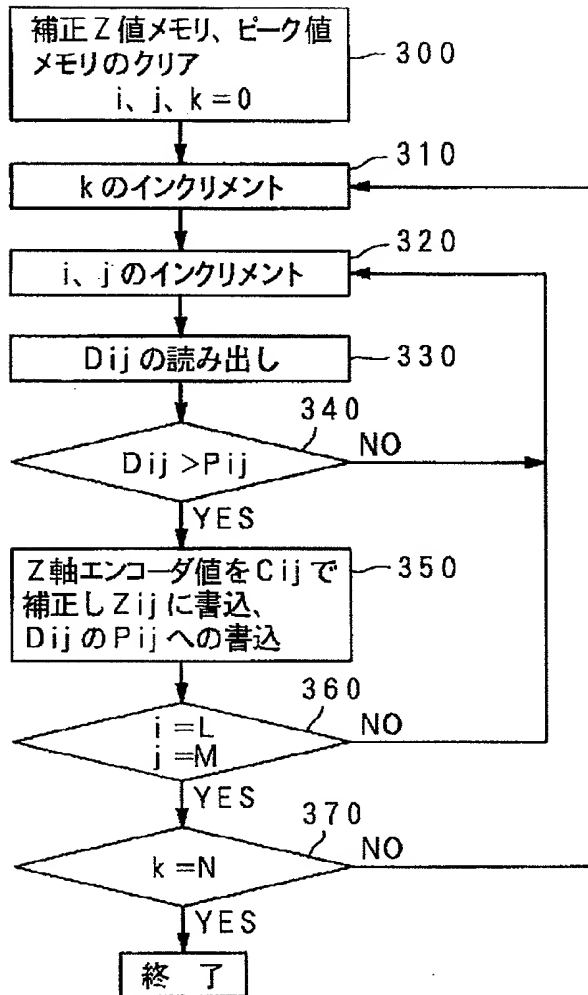 補正Z値メモリ、ピーク値
メモリのクリア
i、j、k=0
300
310
kのインクリメント
320
i、jのインクリメント
Dijの読み出し
330
340
Dij>Pij
NO
YES
Z軸エンコーダ値をCijで
補正しZijに書込、
DijのPijへの書込
350
360
i=L
j=M
NO
YES
370
k=N
NO
YES
終 了